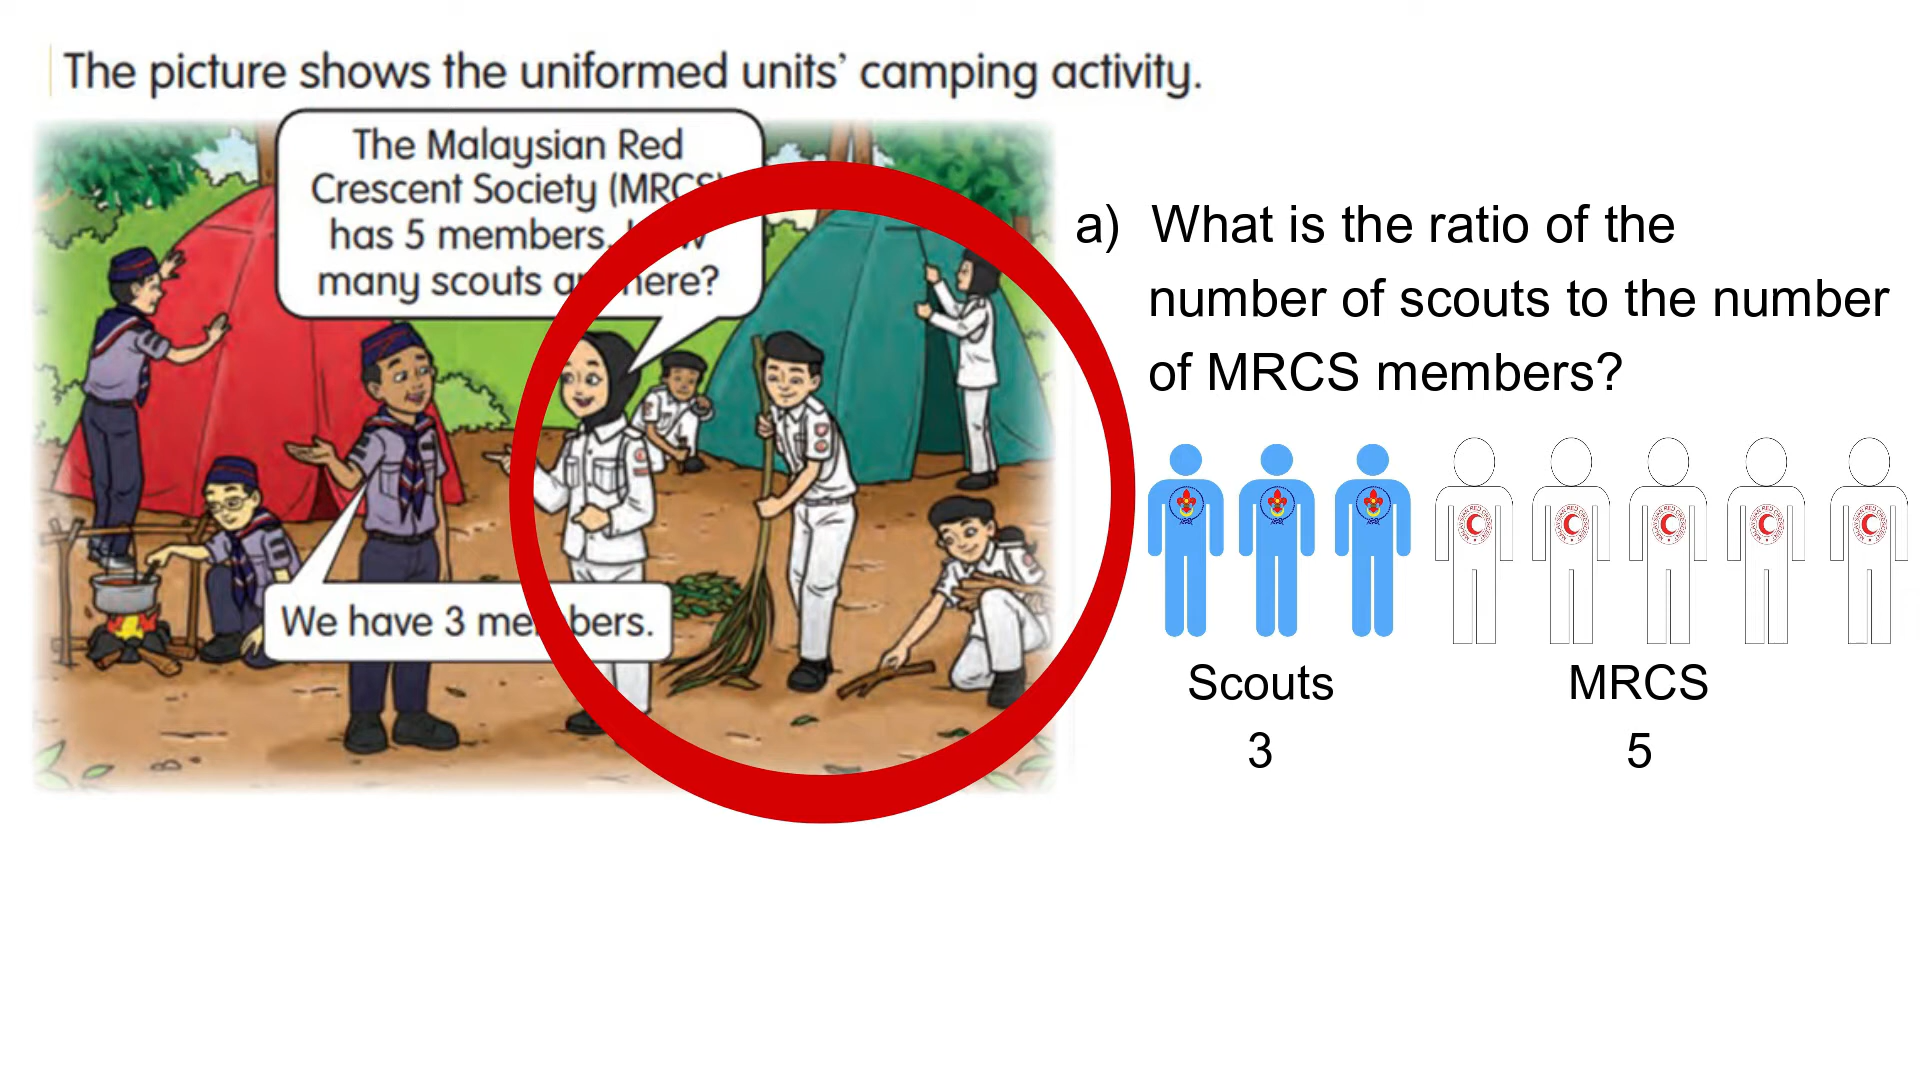 The picture shows the uniformed units' camping activity.
The Malaysian Red
Crescent Society (MRCS)
has 5 members.
many scouts here?
We have 3 members.
a) What is the ratio of the
number of scouts to the number
of MRCS members?
Scouts
MRCS
3
5